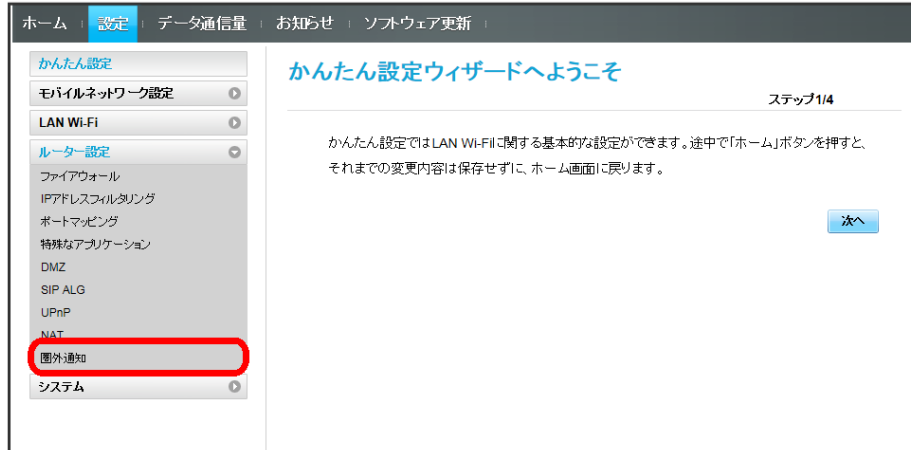 ホーム 設定 データ通信量 お知らせ ソフトウェア更新
かんたん設定
モバイルネットワーク設定
LAN Wi-Fi
ルーター設定
ファイアウォール
IPアドレスフィルタリング
ポートマッピング
特殊なアプリケーション
DMZ
SIP ALG
UPnP
NAT
圏外通知
システム
かんたん設定ウィザードへようこそ
ステップ1/4
かんたん設定ではLAN Wi-Fiに関する基本的な設定ができます。途中で「ホーム」ボタンを押すと、
それまでの変更内容は保存せずに、ホーム画面に戻ります。
次へ